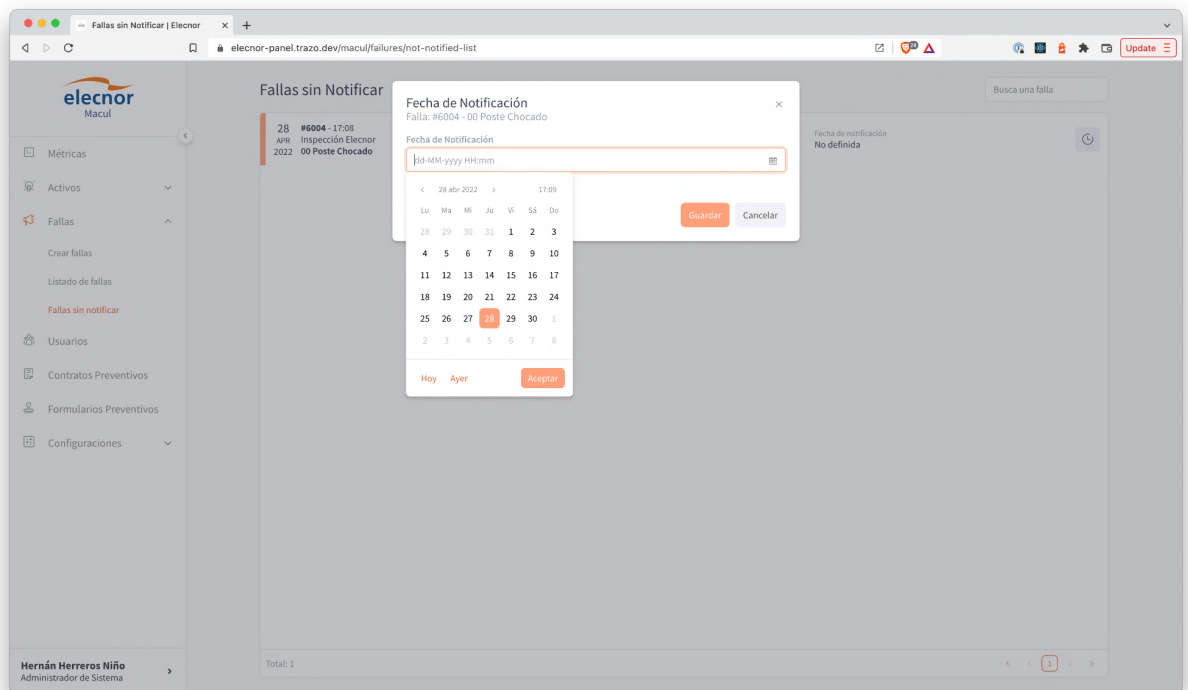 Fallas sin Notificar | Elecnor
elecnor-panel.trazo.dev/macul/failures/not-notified-list
24
Update
elecnor
Macul
Métricas
Activos
Fallas
Crear fallas
Listado de fallas
Fallas sin notificar
Usuarios
Contratos Preventivos
Formularios Preventivos
Configuraciones
Hernán Herreros Niño
Administrador de Sistema
Fallas sin Notificar
Busca una falla
28 #6004 - 17:08
APR Inspección Elecnor
2022 00 Poste Chocado
Fecha de notificación
No definida
Fecha de Notificación
Falla: #6004 - 00 Poste Chocado
Fecha de Notificación
dd-MM-yyyy HH:mm
28 abr 2022 17:09
Lu Ma Mi Ju Vi Sá Do
28 29 30 31 1 2 3
4 5 6 7 8 9 10
11 12 13 14 15 16 17
18 19 20 21 22 23 24
25 26 27 28 29 30 1
2 3 4 5 6 7 8
Hoy Ayer Aceptar
Guardar Cancelar
Total: 1
1